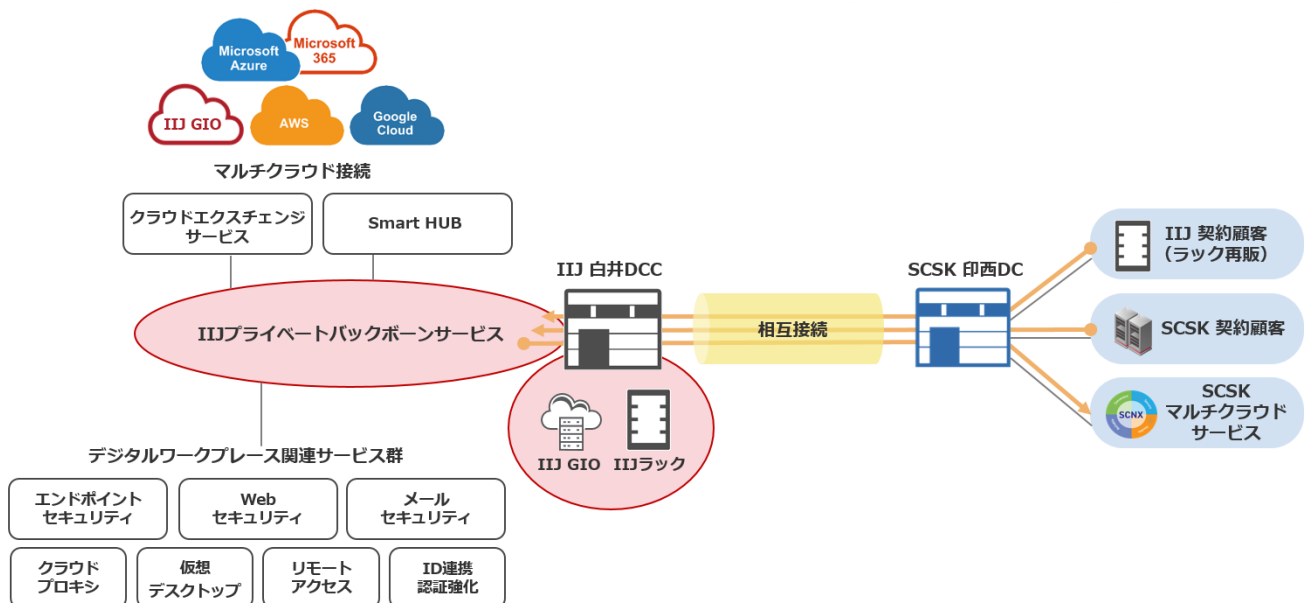 Microsoft
Azure
Microsoft
365
IIJ GIO
AWS
Google
Cloud
マルチクラウド接続
クラウドエクスチェンジ
サービス
Smart HUB
IIJプライベートバックボーンサービス
IIJ 白井DCC
相互接続
SCSK 印西DC
IIJ 契約顧客
（ラック再販）
SCSK 契約顧客
SCNX
SCSK
マルチクラウド
サービス
IIJ GIO
IIJラック
デジタルワークプレース関連サービス群
エンドポイント
セキュリティ
Web
セキュリティ
メール
セキュリティ
クラウド
プロキシ
仮想
デスクトップ
リモート
アクセス
ID連携
認証強化